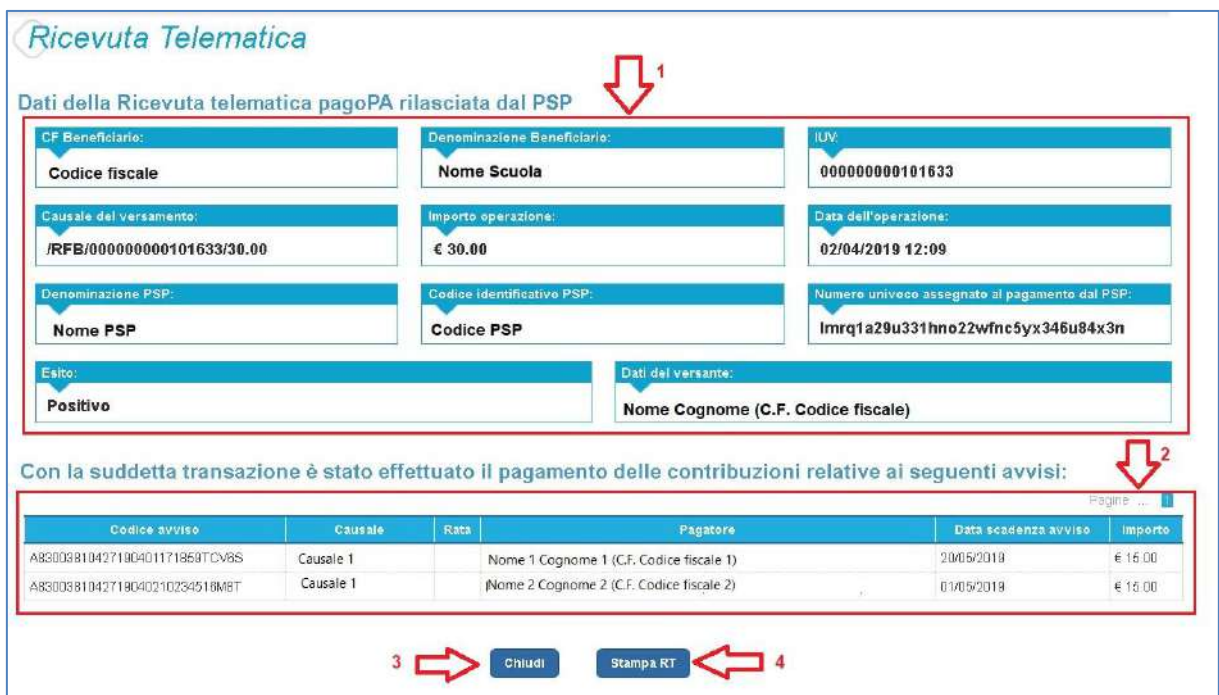 Ricevuta Telematica
1
Dati della Ricevuta telematica pagoPA rilasciata dal PSP
CF Beneficiario: Denominazione Beneficiario: IUV:
Codice fiscale Nome Scuola 000000000101633
Causale del versamento: Importo operazione: Data dell'operazione:
/RFB/000000000101633/30.00 € 30.00 02/04/2019 12:09
Denominazione PSP: Codice identificativo PSP: Numero univoco assegnato al pagamento dal PSP:
Nome PSP Codice PSP lmrq1a29u331hno22wfnc5yx346u84x3n
Esito: Dati del versante:
Positivo Nome Cognome (C.F. Codice fiscale)
2
Con la suddetta transazione è stato effettuato il pagamento delle contribuzioni relative ai seguenti avvisi:
Pagine ... 1
Codice avviso Causale Rata Pagatore Data scadenza avviso Importo
Causale 1 Nome 1 Cognome 1 (C.F. Codice fiscale 1) 20/05/2019 € 15.00
Causale 1 Nome 2 Cognome 2 (C.F. Codice fiscale 2) 01/05/2019 € 15.00
3 Chiudi Stampa RT 4